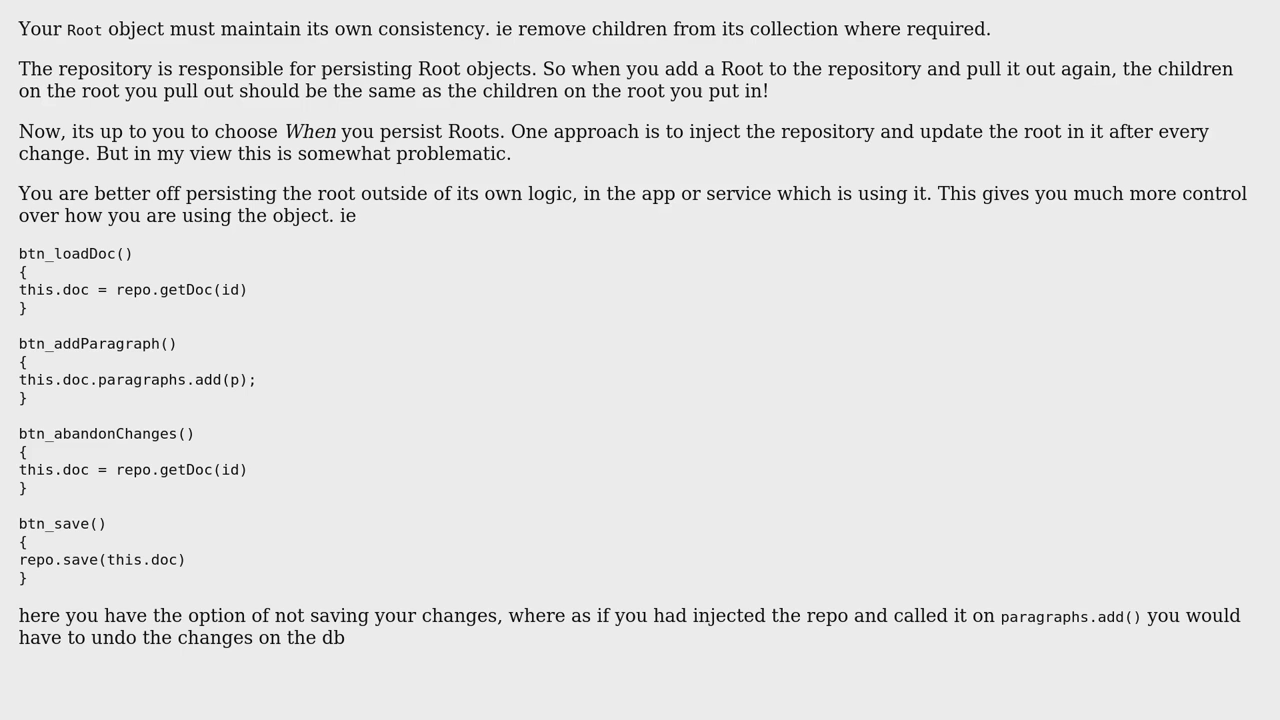 Your Root object must maintain its own consistency. ie remove children from its collection where required.
The repository is responsible for persisting Root objects. So when you add a Root to the repository and pull it out again, the children
on the root you pull out should be the same as the children on the root you put in!
Now, its up to you to choose When you persist Roots. One approach is to inject the repository and update the root in it after every
change. But in my view this is somewhat problematic.
You are better off persisting the root outside of its own logic, in the app or service which is using it. This gives you much more control
over how you are using the object. ie
btn_loadDoc()
{
this.doc = repo.getDoc(id)
}
btn_addParagraph()
{
this.doc.paragraphs.add(p);
}
btn_abandonChanges()
{
this.doc = repo.getDoc(id)
}
btn_save()
{
repo.save(this.doc)
}
here you have the option of not saving your changes, where as if you had injected the repo and called it on paragraphs.add() you would
have to undo the changes on the db